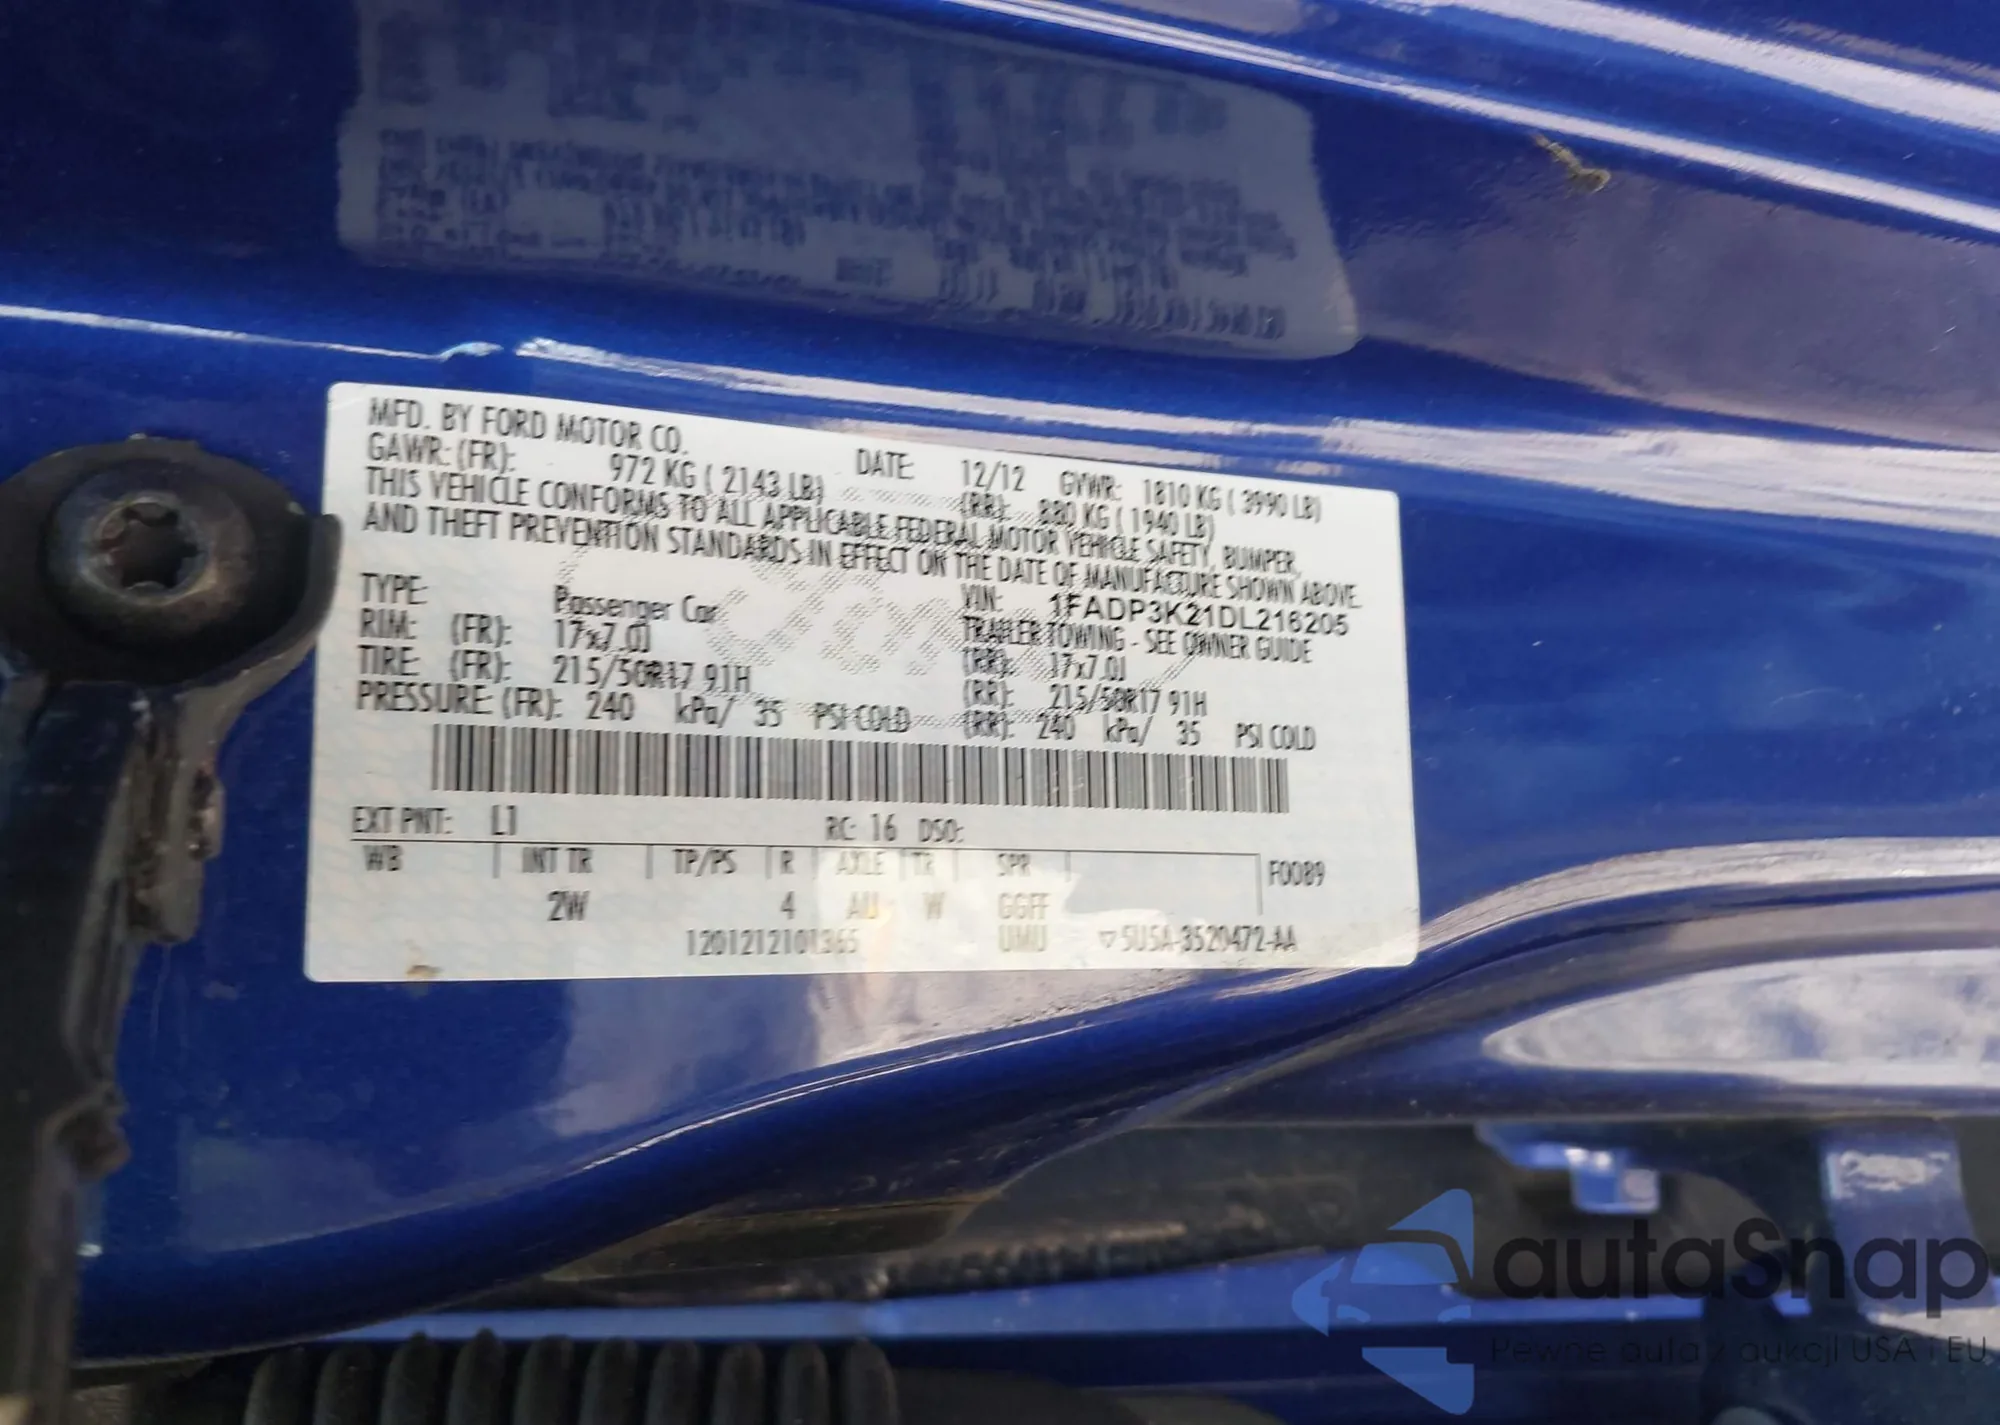 MFD. BY FORD MOTOR CO. DATE: 12/12 GVWR: 1810 KG ( 3990 LB)
GAWR: (FR): 972 KG ( 2143 LB) (RR): 880 KG ( 1940 LB)
THIS VEHICLE CONFORMS TO ALL APPLICABLE FEDERAL MOTOR VEHICLE SAFETY, BUMPER,
AND THEFT PREVENTION STANDARDS IN EFFECT ON THE DATE OF MANUFACTURE SHOWN ABOVE.
VIN: 1FADP3K21DL216205
TYPE: Passenger Car TRAILER TOWING - SEE OWNER GUIDE
RIM: (FR): 17x7.0J (RR): 17x7.0J
TIRE: (FR): 215/50R17 91H (RR): 215/50R17 91H
PRESSURE: (FR): 240 kPa/ 35 PSI COLD (RR): 240 kPa/ 35 PSI COLD
EXT PNT: L1 RC: 16 DSO:
WB INT TR TP/PS R AXLE TR SPR F0089
2W 4 AU W GGFF
1201212101365 UMU 5U5A-3520472-AA
autaSnap
Pewne auta z aukcji USA i EU